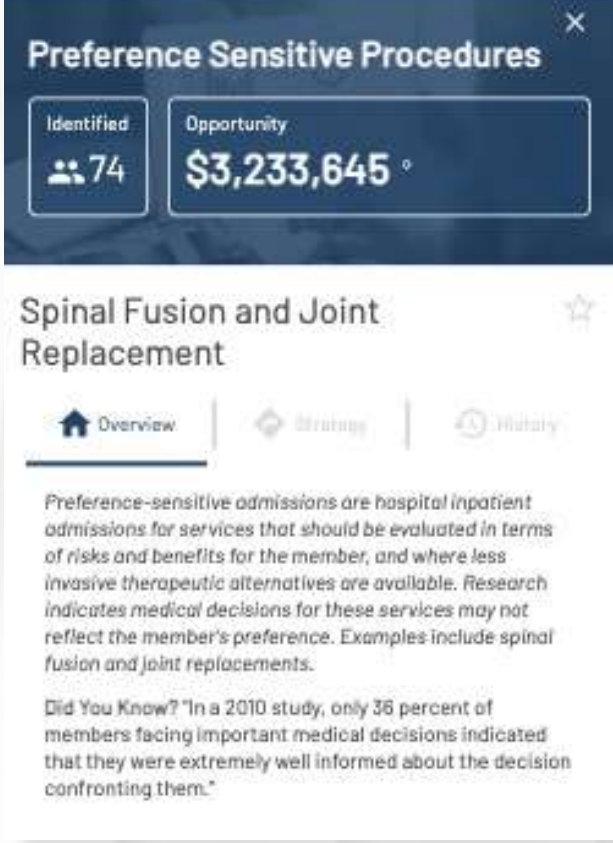 Preference Sensitive Procedures
Identified
74
Opportunity
$3,233,645
Spinal Fusion and Joint
Replacement
Overview
Strategy
History
Preference-sensitive admissions are hospital inpatient
admissions for services that should be evaluated in terms
of risks and benefits for the member, and where less
invasive therapeutic alternatives are available. Research
indicates medical decisions for these services may not
reflect the member's preference. Examples include spinal
fusion and joint replacements.
Did You Know? "In a 2010 study, only 36 percent of
members facing important medical decisions indicated
that they were extremely well informed about the decision
confronting them."